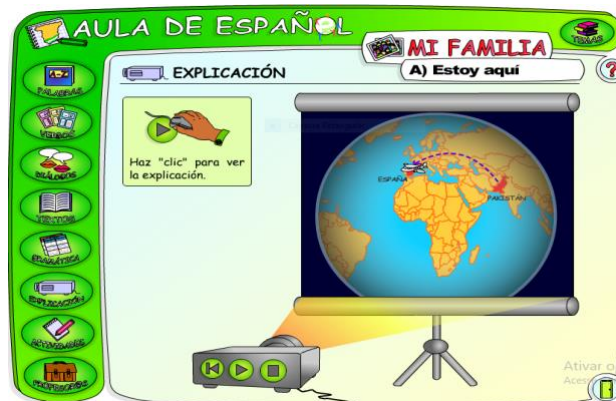 AULA DE ESPAÑOL
MI FAMILIA
TEMAS
A) Estoy aquí
EXPLICACIÓN
PALABRAS
VERBOS
DIÁLOGOS
TEXTOS
GRAMÁTICA
EXPLICACIÓN
ACTIVIDADES
PROFESORES
Haz "clic" para ver
la explicación.
ESPAÑA
PAKISTÁN
?
Ativar o